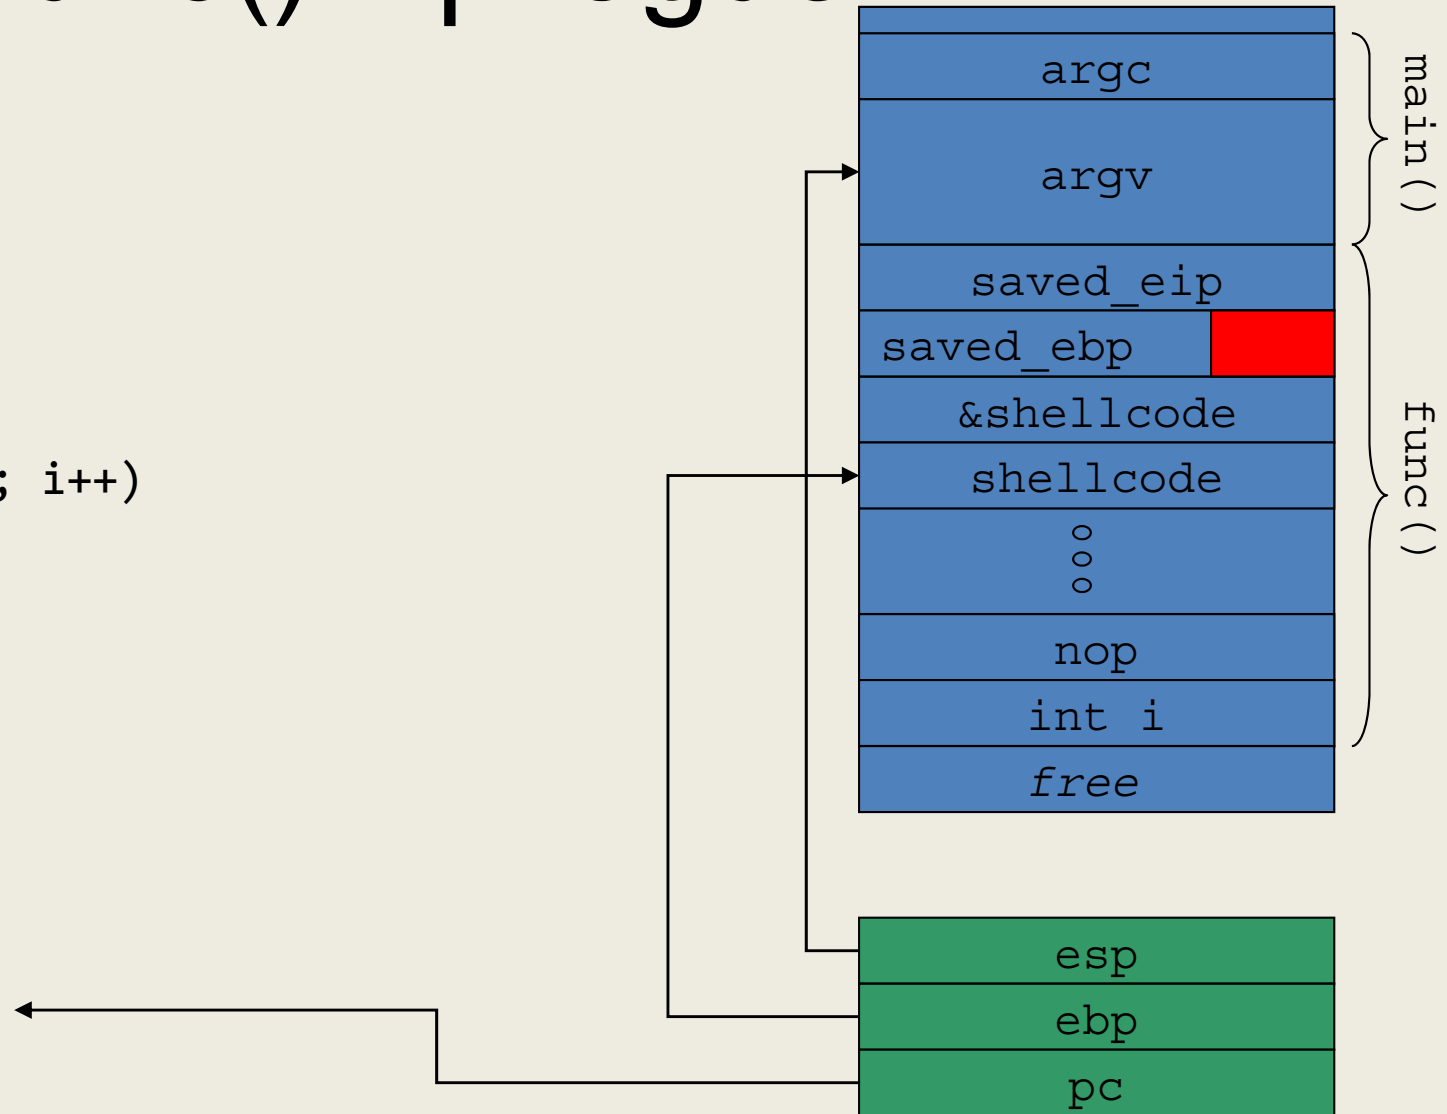 argc
argv
saved_eip
saved_ebp
&shellcode
shellcode
nop
int i
free
main()
func()
; i++)
esp
ebp
pc